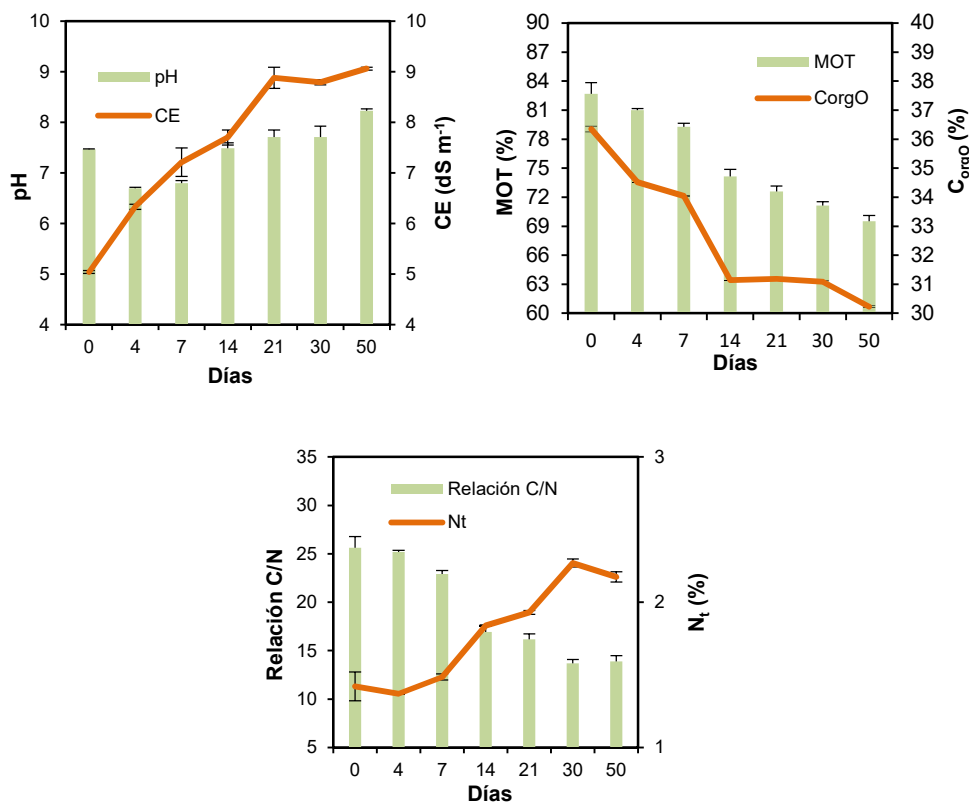 10
9
8
7
6
5
4
pH
pH
CE
10
9
8
7
6
5
4
CE (dS m⁻¹)
0 4 7 14 21 30 50
Días
90
87
84
81
78
75
72
69
66
63
60
MOT (%)
MOT
CorgO
40
39
38
37
36
35
34
33
32
31
30
CorgO (%)
0 4 7 14 21 30 50
Días
35
30
25
20
15
10
5
Relación C/N
Relación C/N
Nt
3
2
1
Nt (%)
0 4 7 14 21 30 50
Días